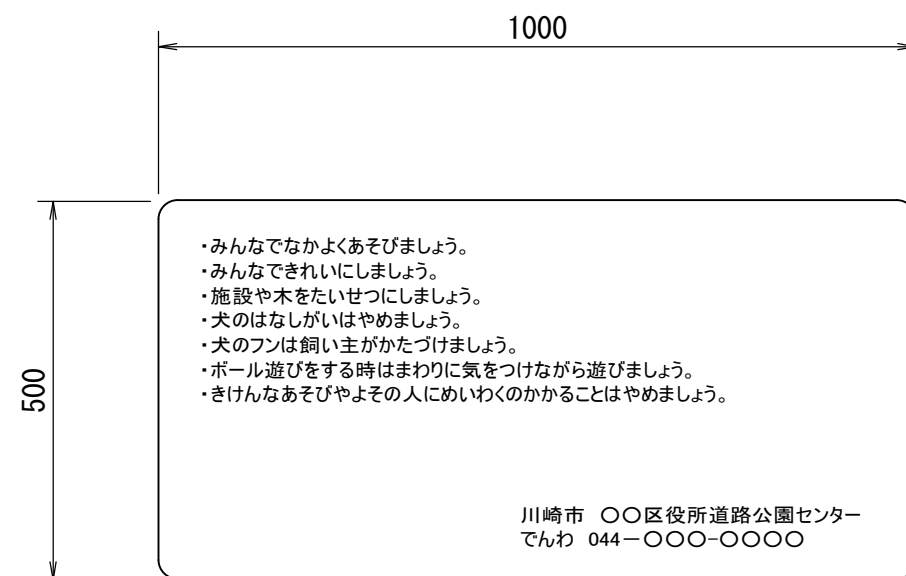 1000
500
・みんなでなかよくあそびましょう。
・みんなできれいにしましょう。
・施設や木をたいせつにしましょう。
・犬のはなしがいはやめましょう。
・犬のフンは飼い主がかたづけましょう。
・ボール遊びをする時はまわりに気をつけながら遊びましょう。
・きけんなあそびやよその人にめいわくのかかることはやめましょう。
川崎市　〇〇区役所道路公園センター
でんわ 044－〇〇〇-〇〇〇〇